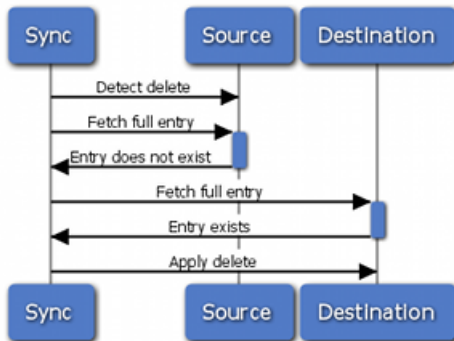 Sync Source Destination
Detect delete
Fetch full entry
Entry does not exist
Fetch full entry
Entry exists
Apply delete
Sync Source Destination